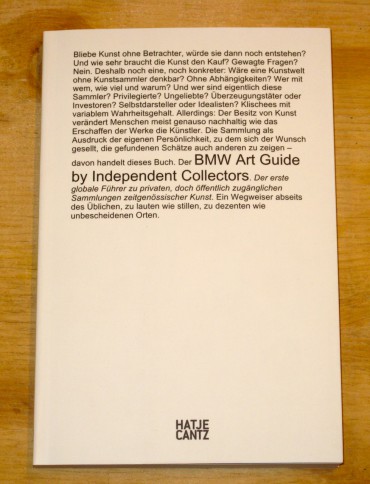 Bliebe Kunst ohne Betrachter, würde sie dann noch entstehen?
Und wie sehr braucht die Kunst den Kauf? Gewagte Fragen?
Nein. Deshalb noch eine, noch konkreter: Wäre eine Kunstwelt
ohne Kunstsammler denkbar? Ohne Abhängigkeiten? Wer mit
wem, wie viel und warum? Und wer sind eigentlich diese
Sammler? Privilegierte? Ungeliebte? Überzeugungstäter oder
Investoren? Selbstdarsteller oder Idealisten? Klischees mit
variablem Wahrheitsgehalt. Allerdings: Der Besitz von Kunst
verändert Menschen meist genauso nachhaltig wie das
Erschaffen der Werke die Künstler. Die Sammlung als
Ausdruck der eigenen Persönlichkeit, zu dem sich der Wunsch
gesellt, die gefundenen Schätze auch anderen zu zeigen –
davon handelt dieses Buch. Der BMW Art Guide
by Independent Collectors. Der erste
globale Führer zu privaten, doch öffentlich zugänglichen
Sammlungen zeitgenössischer Kunst. Ein Wegweiser abseits
des Üblichen, zu lauten wie stillen, zu dezenten wie
unbescheidenen Orten.
HATJE
CANTZ